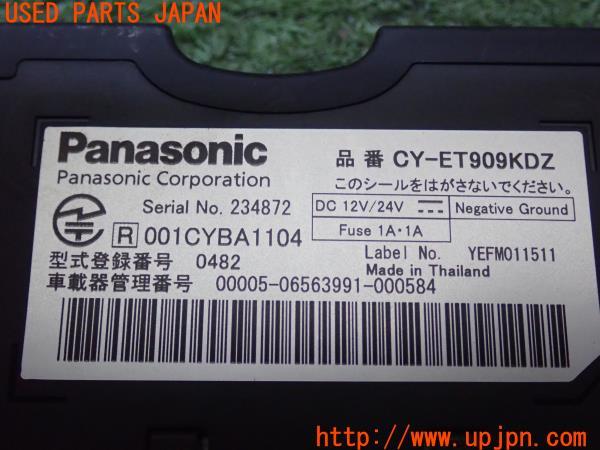 USED PARTS JAPAN
Panasonic
Panasonic Corporation
品番 CY-ET909KDZ
このシールをはがさないでください。
Serial No. 234872
DC 12V/24V
Negative Ground
Fuse 1A・1A
R 001CYBA1104
Label No. YEFM011511
Made in Thailand
型式登録番号 0482
車載器管理番号 00005-06563991-000584
(株)UPJ
http://www.upjpn.com/